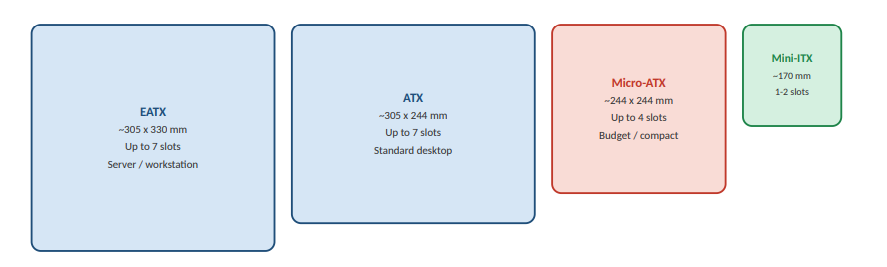 EATX
~305 x 330 mm
Up to 7 slots
Server / workstation
ATX
~305 x 244 mm
Up to 7 slots
Standard desktop
Micro-ATX
~244 x 244 mm
Up to 4 slots
Budget / compact
Mini-ITX
~170 mm
1-2 slots